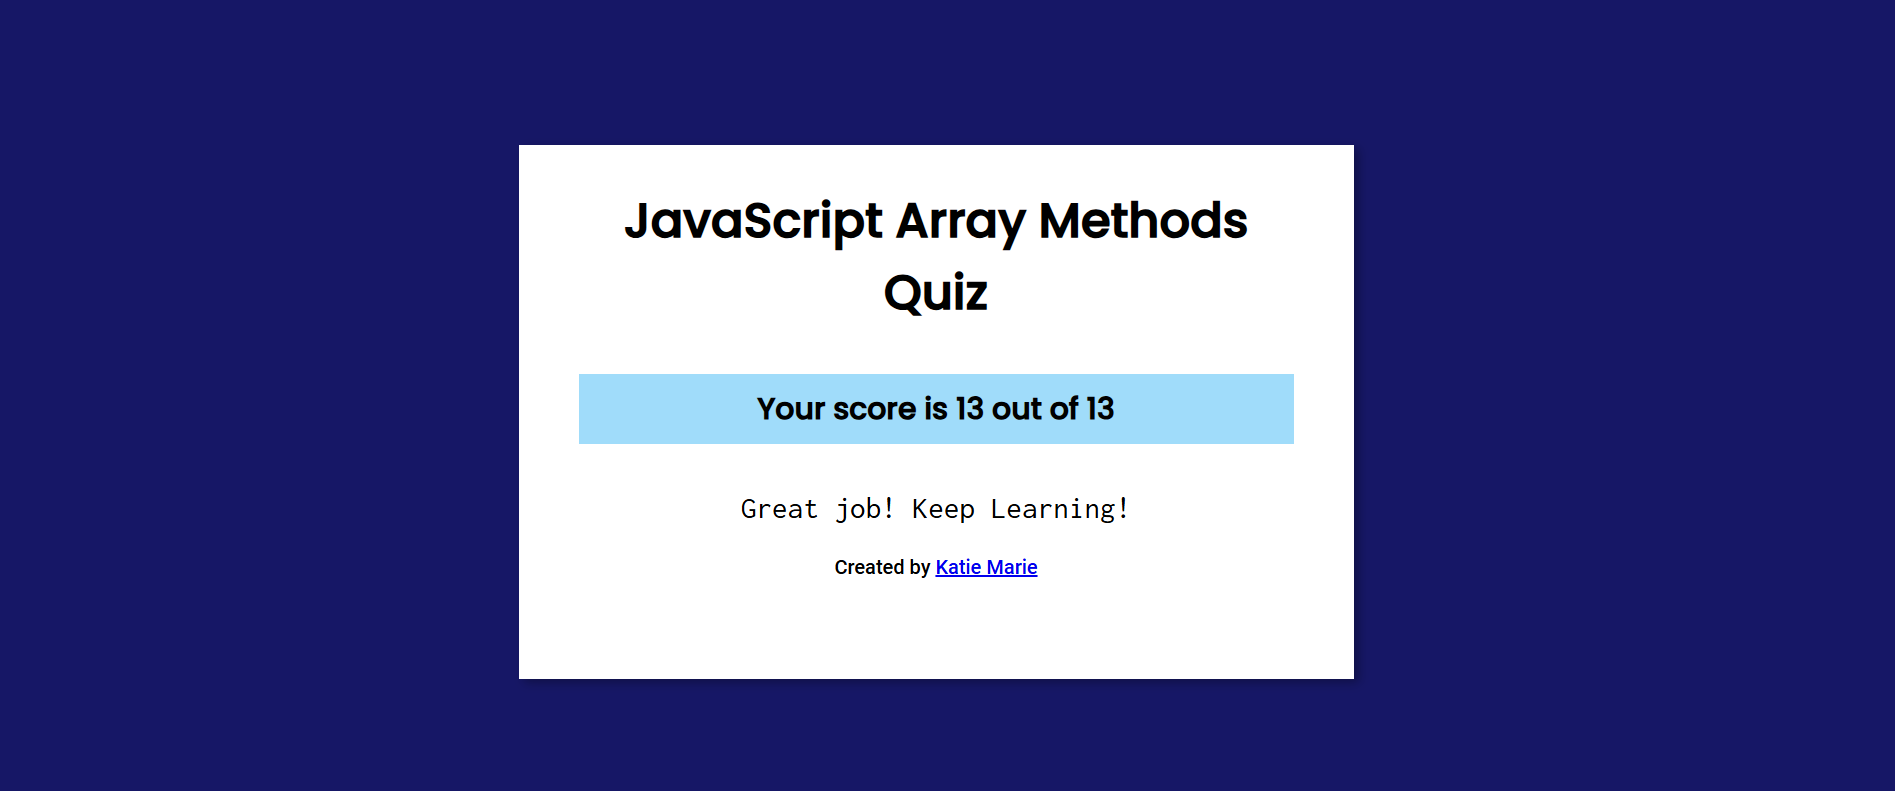 JavaScript Array Methods
Quiz
Your score is 13 out of 13
Great job! Keep Learning!
Created by Katie Marie